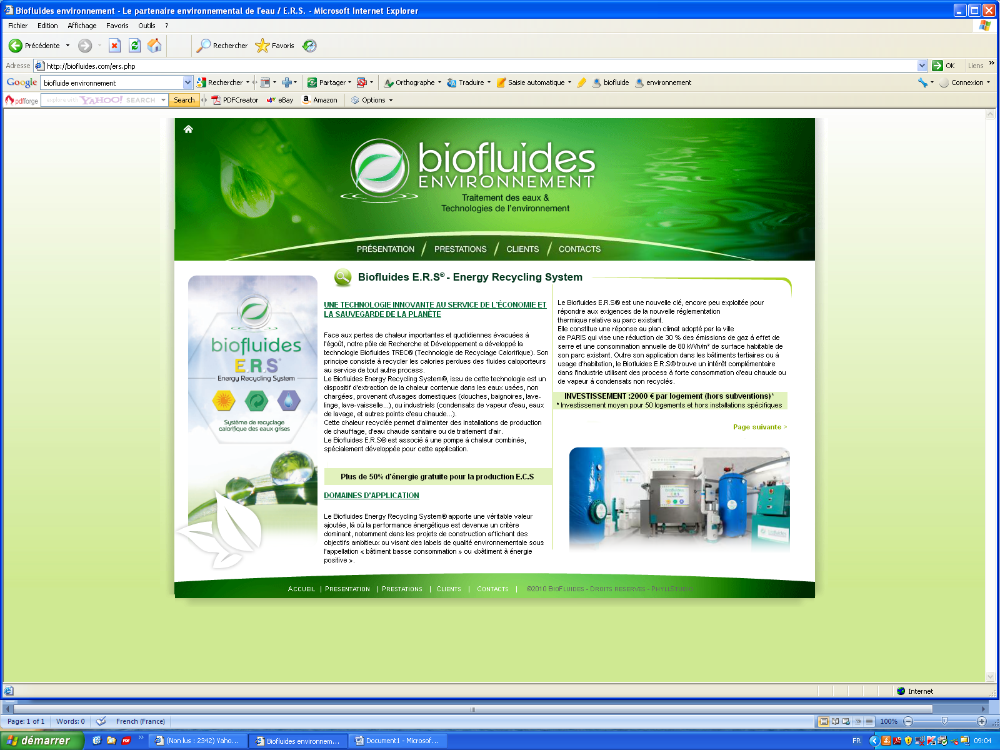 Biofluides environnement - Le partenaire environnemental de l'eau / E.R.S. - Microsoft Internet Explorer
Fichier Edition Affichage Favoris Outils ?
Précédente Rechercher Favoris
Adresse http://biofluides.com/ers.php OK Liens »
Google biofluide environnement Rechercher Partager Orthographe Traduire Saisie automatique biofluide environnement Connexion
pdfforge explore with YAHOO! SEARCH Search PDFCreator eBay Amazon Options
biofluides
ENVIRONNEMENT
Traitement des eaux &
Technologies de l'environnement
PRÉSENTATION / PRESTATIONS / CLIENTS / CONTACTS
biofluides
E.R.S®
Energy Recycling System
Système de recyclage
calorifique des eaux grises
Biofluides E.R.S® - Energy Recycling System
UNE TECHNOLOGIE INNOVANTE AU SERVICE DE L'ÉCONOMIE ET
LA SAUVEGARDE DE LA PLANÈTE
Face aux pertes de chaleur importantes et quotidiennes évacuées à
l'égoût, notre pôle de Recherche et Développement a développé la
technologie Biofluides TREC® (Technologie de Recyclage Calorifique). Son
principe consiste à recycler les calories perdues des fluides caloporteurs
au service de tout autre process.
Le Biofluides Energy Recycling System®, issu de cette technologie est un
dispositif d'extraction de la chaleur contenue dans les eaux usées, non
chargées, provenant d'usages domestiques (douches, baignoires, lave-
linge, lave-vaisselle...), ou industriels (condensats de vapeur d'eau, eaux
de lavage, et autres points d'eau chaude...).
Cette chaleur recyclée permet d'alimenter des installations de production
de chauffage, d'eau chaude sanitaire ou de traitement d'air.
Le Biofluides E.R.S® est associé à une pompe à chaleur combinée,
spécialement développée pour cette application.
Plus de 50% d'énergie gratuite pour la production E.C.S
DOMAINES D'APPLICATION
Le Biofluides Energy Recycling System® apporte une véritable valeur
ajoutée, là où la performance énergétique est devenue un critère
dominant, notamment dans les projets de construction affichant des
objectifs ambitieux ou visant des labels de qualité environnementale sous
l'appellation « bâtiment basse consommation » ou «bâtiment à énergie
positive ».
Le Biofluides E.R.S® est une nouvelle clé, encore peu exploitée pour
répondre aux exigences de la nouvelle réglementation
thermique relative au parc existant.
Elle constitue une réponse au plan climat adopté par la ville
de PARIS qui vise une réduction de 30 % des émissions de gaz à effet de
serre et une consommation annuelle de 80 kWh/m² de surface habitable de
son parc existant. Outre son application dans les bâtiments tertiaires ou à
usage d'habitation, le Biofluides E.R.S® trouve un intérêt complémentaire
dans l'industrie utilisant des process à forte consommation d'eau chaude ou
de vapeur à condensats non recyclés.
INVESTISSEMENT :2000 € par logement (hors subventions)*
* Investissement moyen pour 50 logements et hors installations spécifiques
Page suivante >
biofluides
E.R.S
biofluides
ACCUEIL | PRESENTATION | PRESTATIONS | CLIENTS | CONTACTS | ©2010 BIOFLUIDES - DROITS RESERVES - PHYLLSTUDIO
Internet
Page: 1 of 1 Words: 0 French (France) 100%
démarrer » (Non lus : 2342) Yaho... Biofluides environnem... Document1 - Microsof... FR 09:04